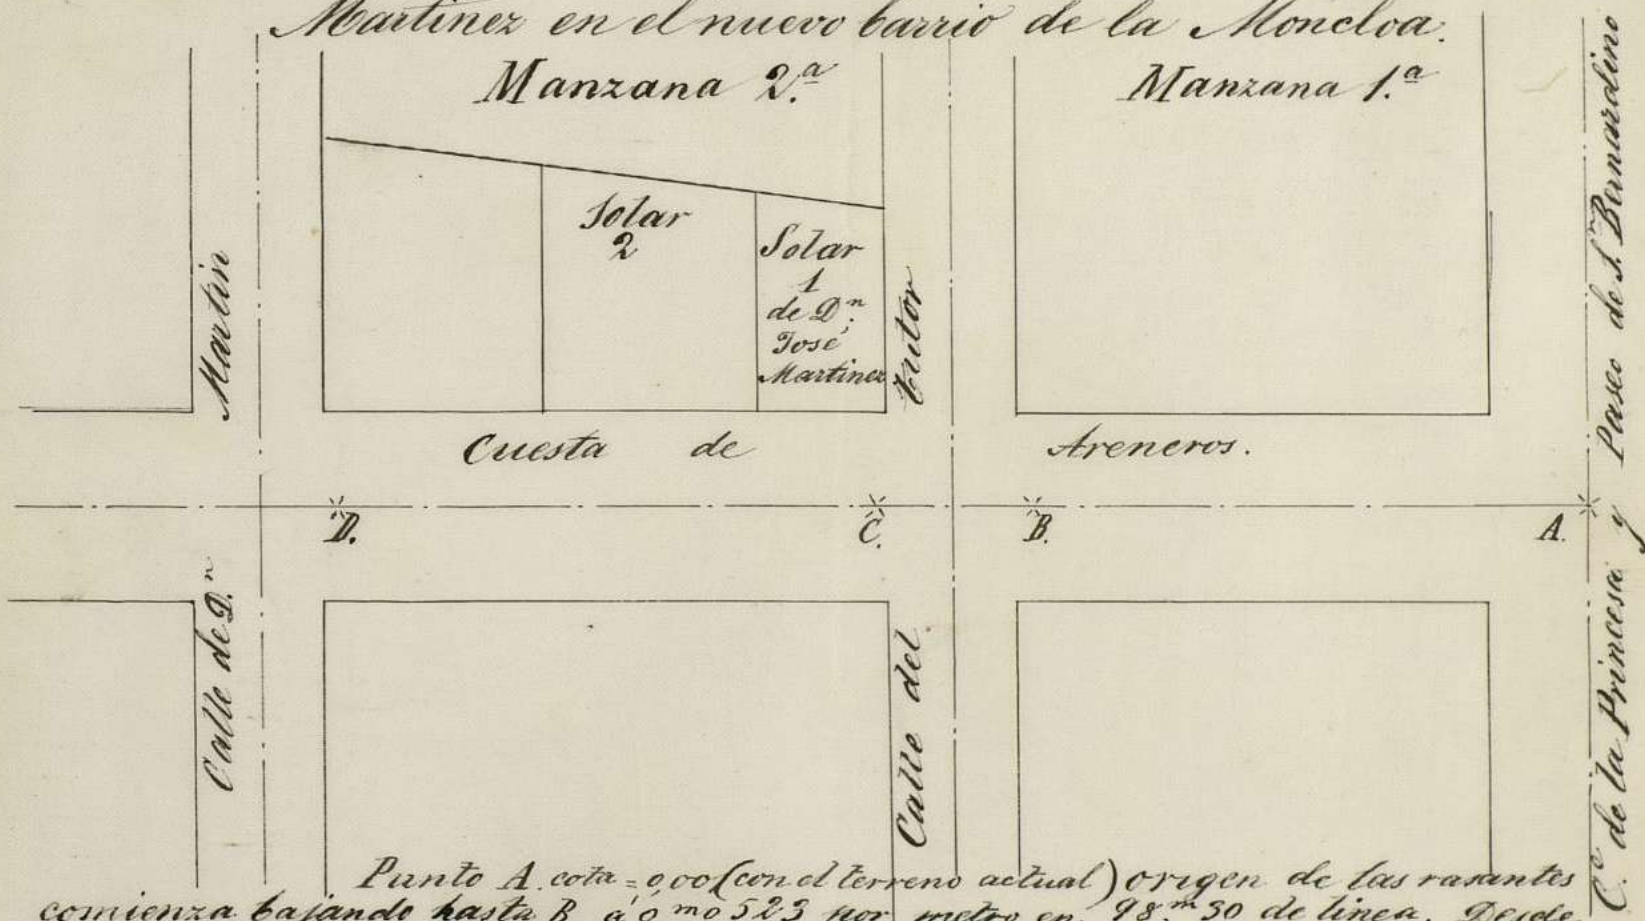 Martinez en el nuevo barrio de la Moncloa.
Manzana 2.ª
Manzana 1.ª
Solar
2
Solar
1
de D.n
José
Martinez
Calle de D.n Martin
Calle del tutor
C.e de la Princesa y Paseo de S.n Bernardino
Cuesta de Areneros.
D.
C.
B.
A.
Punto A. cota = 0,00 (con el terreno actual) origen de las rasantes
comienza bajando hasta B á 0,m0523 por metro en 98,m30 de linea. Desde